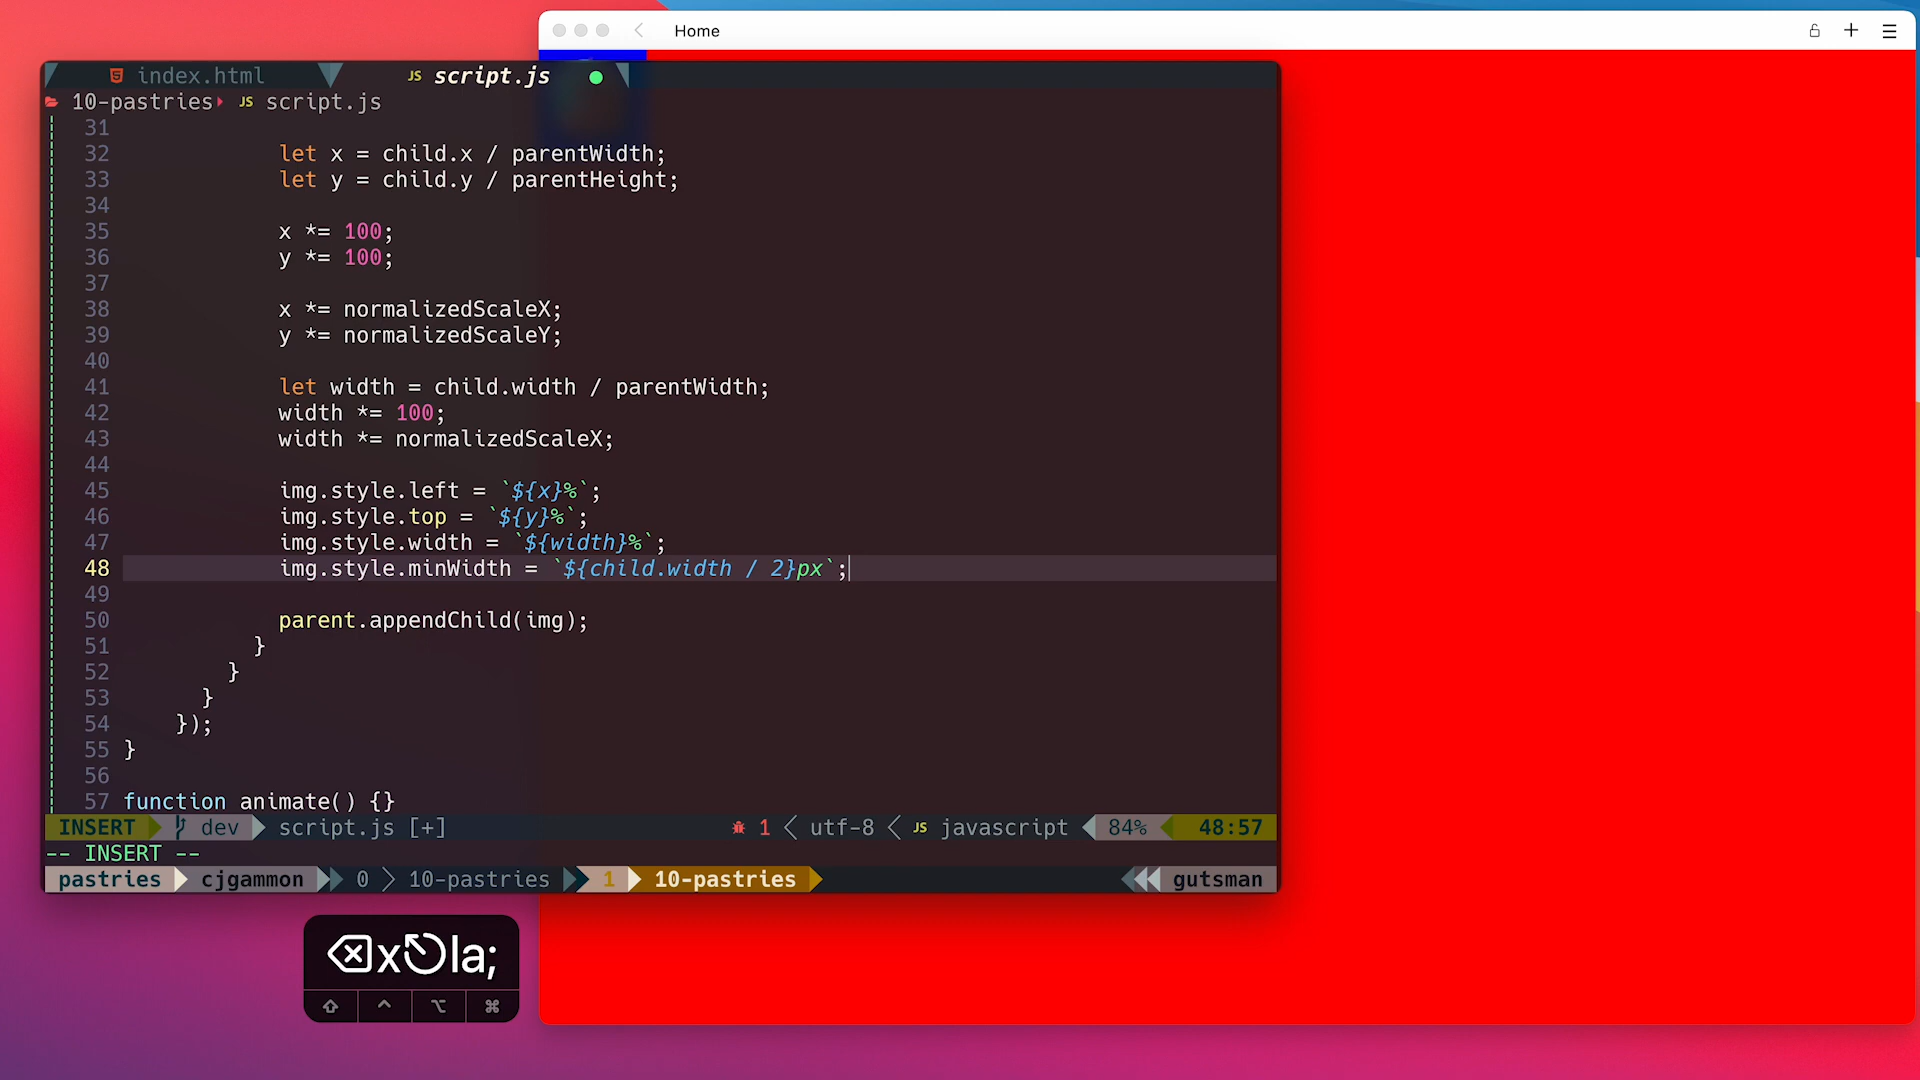 Home
index.html
JS script.js
10-pastries JS script.js
31
32 let x = child.x / parentWidth;
33 let y = child.y / parentHeight;
34
35 x *= 100;
36 y *= 100;
37
38 x *= normalizedScaleX;
39 y *= normalizedScaleY;
40
41 let width = child.width / parentWidth;
42 width *= 100;
43 width *= normalizedScaleX;
44
45 img.style.left = `${x}%`;
46 img.style.top = `${y}%`;
47 img.style.width = `${width}%`;
48 img.style.minWidth = `${child.width / 2}px`;
49
50 parent.appendChild(img);
51 }
52 }
53 }
54 });
55 }
56
57 function animate() {}
INSERT dev script.js [+] 1 utf-8 JS javascript 84% 48:57
-- INSERT --
pastries cjgammon 0 10-pastries 1 10-pastries gutsman
⌫x⎋la;
⇧ ⌃ ⌥ ⌘